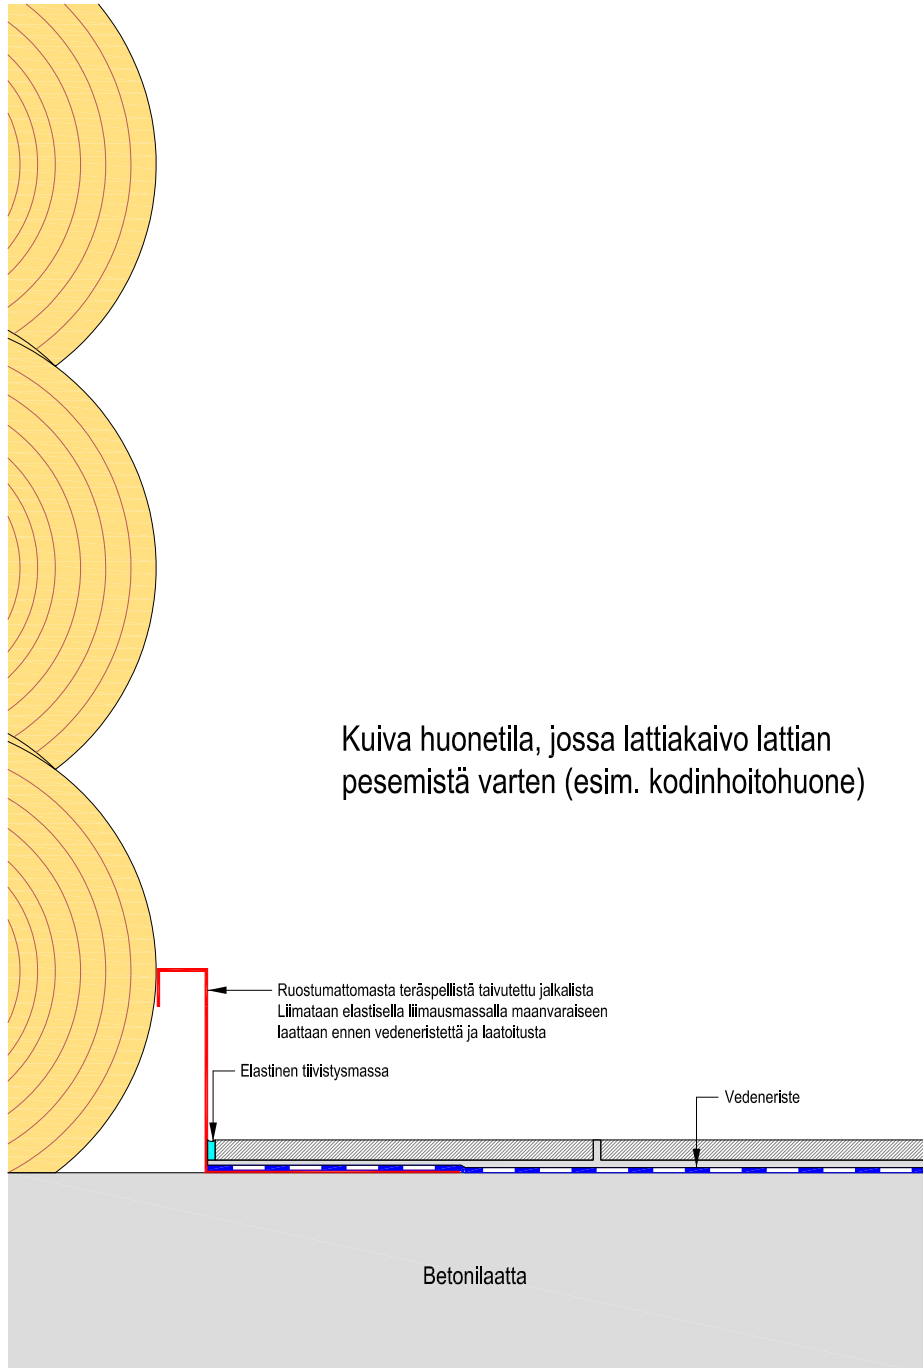 Kuiva huonetila, jossa lattiakaivo lattian
pesemistä varten (esim. kodinhoitohuone)
Ruostumattomasta teräspellistä taivutettu jalkalista
Liimataan elastisella liimausmassalla maanvaraiseen
laattaan ennen vedeneristettä ja laatoitusta
Elastinen tiivistysmassa
Vedeneriste
Betonilaatta